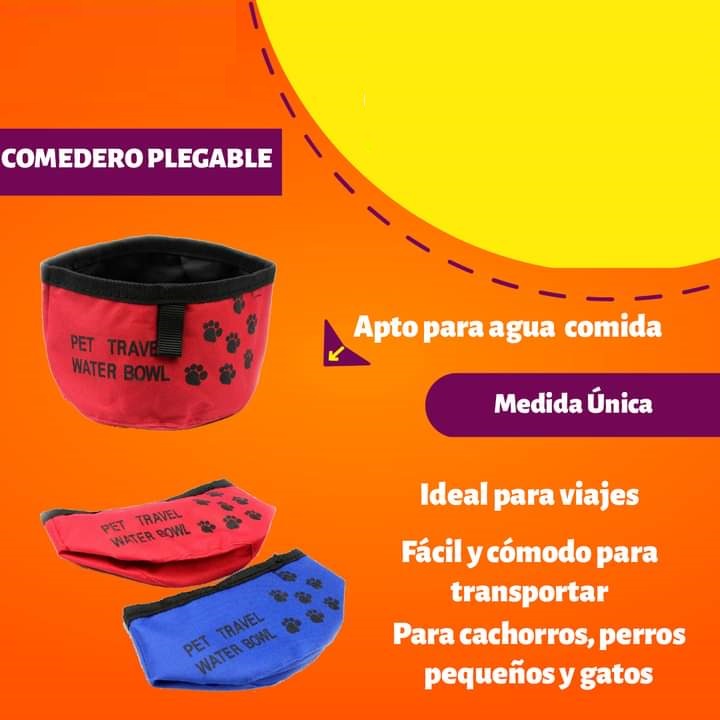 COMEDERO PLEGABLE
PET TRAVEL
WATER BOWL
Apto para agua  comida
Medida Única
Ideal para viajes
Fácil y cómodo para
transportar
Para cachorros, perros
pequeños y gatos
PET TRAVEL
WATER BOWL
PET TRAVEL
WATER BOWL